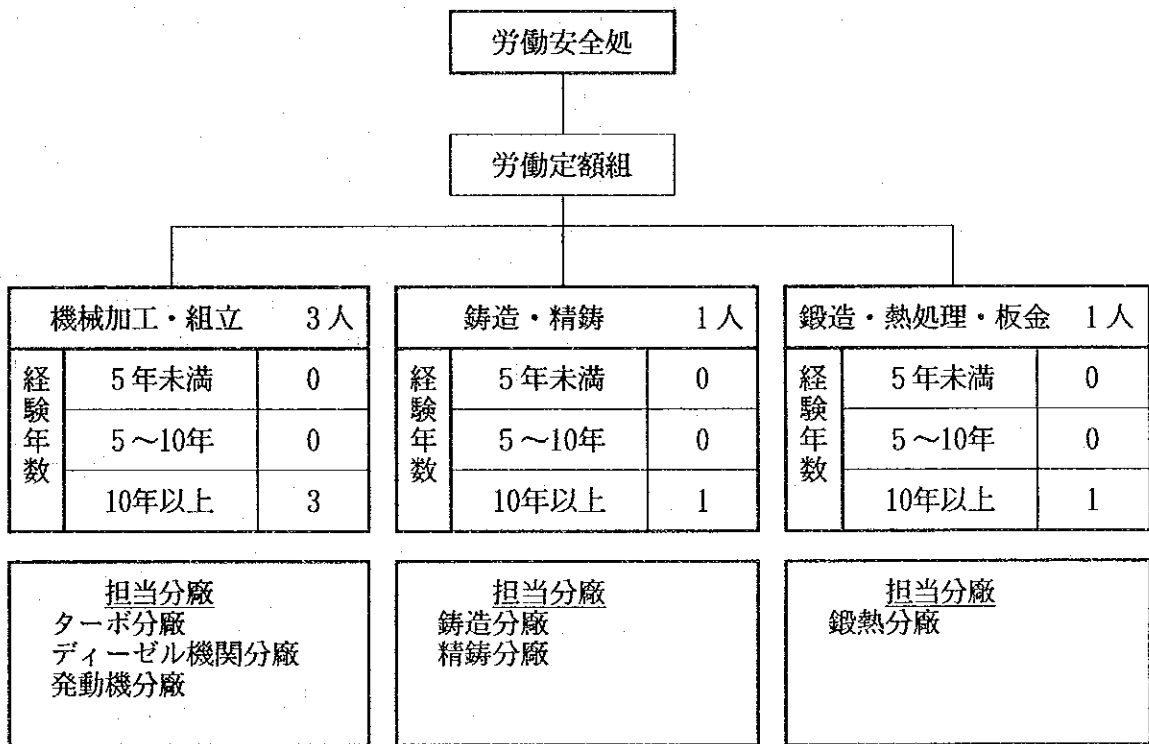 労働安全処
労働定額組
機械加工・組立 3人
経験年数
5年未満 0
5~10年 0
10年以上 3
鋳造・精鋳 1人
経験年数
5年未満 0
5~10年 0
10年以上 1
鍛造・熱処理・板金 1人
経験年数
5年未満 0
5~10年 0
10年以上 1
担当分廠
ターボ分廠
ディーゼル機関分廠
発動機分廠
担当分廠
鋳造分廠
精鋳分廠
担当分廠
鍛熱分廠